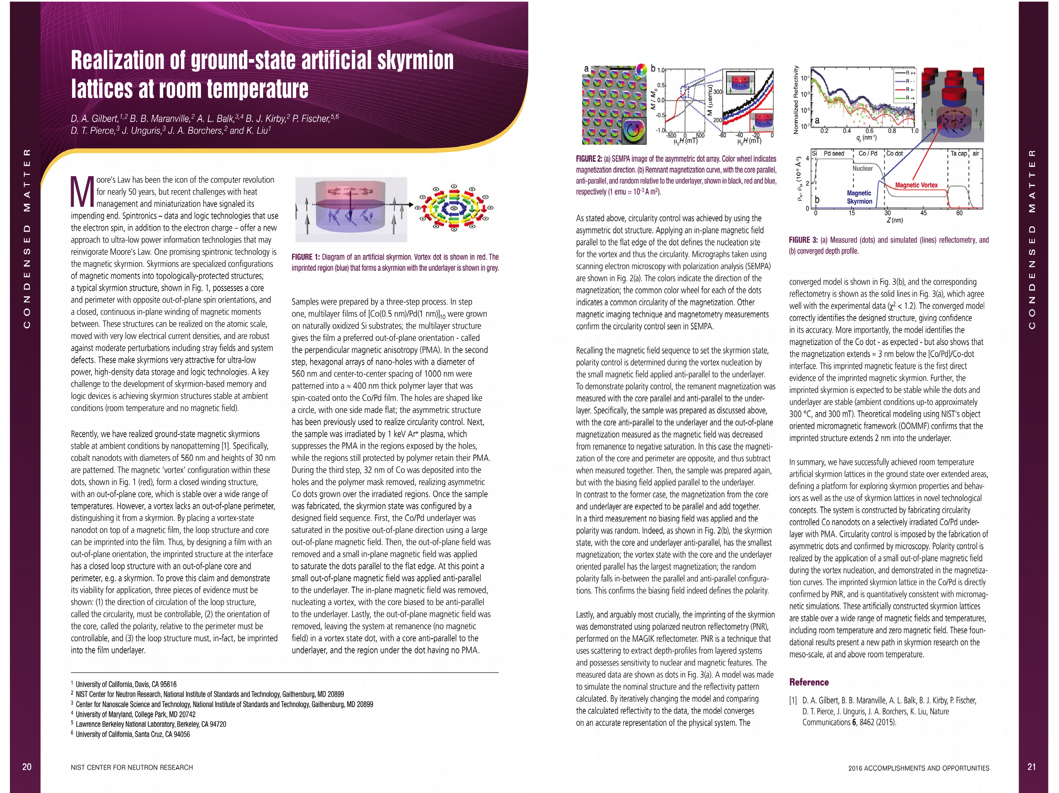 Realization of ground-state artificial skyrmion
lattices at room temperature
D. A. Gilbert,1,2 B. B. Maranville,2 A. L. Balk,3,4 B. J. Kirby,2 P. Fischer,5,6
D. T. Pierce,3 J. Unguris,3 J. A. Borchers,2 and K. Liu1
CONDENSED MATTER
Moore's Law has been the icon of the computer revolution
for nearly 50 years, but recent challenges with heat
management and miniaturization have signaled its
impending end. Spintronics – data and logic technologies that use
the electron spin, in addition to the electron charge – offer a new
approach to ultra-low power information technologies that may
reinvigorate Moore's Law. One promising spintronic technology is
the magnetic skyrmion. Skyrmions are specialized configurations
of magnetic moments into topologically-protected structures;
a typical skyrmion structure, shown in Fig. 1, possesses a core
and perimeter with opposite out-of-plane spin orientations, and
a closed, continuous in-plane winding of magnetic moments
between. These structures can be realized on the atomic scale,
moved with very low electrical current densities, and are robust
against moderate perturbations including stray fields and system
defects. These make skyrmions very attractive for ultra-low
power, high-density data storage and logic technologies. A key
challenge to the development of skyrmion-based memory and
logic devices is achieving skyrmion structures stable at ambient
conditions (room temperature and no magnetic field).
Recently, we have realized ground-state magnetic skyrmions
stable at ambient conditions by nanopatterning [1]. Specifically,
cobalt nanodots with diameters of 560 nm and heights of 30 nm
are patterned. The magnetic 'vortex' configuration within these
dots, shown in Fig. 1 (red), form a closed winding structure,
with an out-of-plane core, which is stable over a wide range of
temperatures. However, a vortex lacks an out-of-plane perimeter,
distinguishing it from a skyrmion. By placing a vortex-state
nanodot on top of a magnetic film, the loop structure and core
can be imprinted into the film. Thus, by designing a film with an
out-of-plane orientation, the imprinted structure at the interface
has a closed loop structure with an out-of-plane core and
perimeter, e.g. a skyrmion. To prove this claim and demonstrate
its viability for application, three pieces of evidence must be
shown: (1) the direction of circulation of the loop structure,
called the circularity, must be controllable, (2) the orientation of
the core, called the polarity, relative to the perimeter must be
controllable, and (3) the loop structure must, in-fact, be imprinted
into the film underlayer.
FIGURE 1: Diagram of an artificial skyrmion. Vortex dot is shown in red. The
imprinted region (blue) that forms a skyrmion with the underlayer is shown in grey.
Samples were prepared by a three-step process. In step
one, multilayer films of [Co(0.5 nm)/Pd(1 nm)]10 were grown
on naturally oxidized Si substrates; the multilayer structure
gives the film a preferred out-of-plane orientation - called
the perpendicular magnetic anisotropy (PMA). In the second
step, hexagonal arrays of nano-holes with a diameter of
560 nm and center-to-center spacing of 1000 nm were
patterned into a ≈ 400 nm thick polymer layer that was
spin-coated onto the Co/Pd film. The holes are shaped like
a circle, with one side made flat; the asymmetric structure
has been previously used to realize circularity control. Next,
the sample was irradiated by 1 keV Ar+ plasma, which
suppresses the PMA in the regions exposed by the holes,
while the regions still protected by polymer retain their PMA.
During the third step, 32 nm of Co was deposited into the
holes and the polymer mask removed, realizing asymmetric
Co dots grown over the irradiated regions. Once the sample
was fabricated, the skyrmion state was configured by a
designed field sequence. First, the Co/Pd underlayer was
saturated in the positive out-of-plane direction using a large
out-of-plane magnetic field. Then, the out-of-plane field was
removed and a small in-plane magnetic field was applied
to saturate the dots parallel to the flat edge. At this point a
small out-of-plane magnetic field was applied anti-parallel
to the underlayer. The in-plane magnetic field was removed,
nucleating a vortex, with the core biased to be anti-parallel
to the underlayer. Lastly, the out-of-plane magnetic field was
removed, leaving the system at remanence (no magnetic
field) in a vortex state dot, with a core anti-parallel to the
underlayer, and the region under the dot having no PMA.
1 University of California, Davis, CA 95616
2 NIST Center for Neutron Research, National Institute of Standards and Technology, Gaithersburg, MD 20899
3 Center for Nanoscale Science and Technology, National Institute of Standards and Technology, Gaithersburg, MD 20899
4 University of Maryland, College Park, MD 20742
5 Lawrence Berkeley National Laboratory, Berkeley, CA 94720
6 University of California, Santa Cruz, CA 94056
20
NIST CENTER FOR NEUTRON RESEARCH
a
b
1.0
0.5
0.0
-0.5
-1.0
M / Ms
-500 0 500
μ0H (mT)
M (μemu)
300
200
-60 -40 -20 0
μ0H (mT)
FIGURE 2: (a) SEMPA image of the asymmetric dot array. Color wheel indicates
magnetization direction. (b) Remnant magnetization curve, with the core parallel,
anti-parallel, and random relative to the underlayer, shown in black, red and blue,
respectively (1 emu = 10-3 A m2).
As stated above, circularity control was achieved by using the
asymmetric dot structure. Applying an in-plane magnetic field
parallel to the flat edge of the dot defines the nucleation site
for the vortex and thus the circularity. Micrographs taken using
scanning electron microscopy with polarization analysis (SEMPA)
are shown in Fig. 2(a). The colors indicate the direction of the
magnetization; the common color wheel for each of the dots
indicates a common circularity of the magnetization. Other
magnetic imaging technique and magnetometry measurements
confirm the circularity seen in SEMPA.
Recalling the magnetic field sequence to set the skyrmion state,
polarity control is determined during the vortex nucleation by
the small magnetic field applied anti-parallel to the underlayer.
To demonstrate polarity control, the remanent magnetization was
measured with the core parallel and anti-parallel to the under-
layer. Specifically, the sample was prepared as discussed above,
with the core anti-parallel to the underlayer and the out-of-plane
magnetization measured as the magnetic field was decreased
from remanence to negative saturation. In this case the magneti-
zation of the core and perimeter are opposite, and thus subtract
when measured together. Then, the sample was prepared again,
but with the biasing field applied parallel to the underlayer.
In contrast to the former case, the magnetization from the core
and underlayer are expected to be parallel and add together.
In a third measurement no biasing field was applied and the
polarity was random. Indeed, as shown in Fig. 2(b), the skyrmion
state, with the core and underlayer anti-parallel, has the smallest
magnetization; the vortex state with the core and the underlayer
oriented parallel has the largest magnetization; the random
polarity falls in-between the parallel and anti-parallel configura-
tions. This confirms the biasing field indeed defines the polarity.
Lastly, and arguably most crucially, the imprinting of the skyrmion
was demonstrated using polarized neutron reflectometry (PNR),
performed on the MAGIK reflectometer. PNR is a technique that
uses scattering to extract depth-profiles from layered systems
and possesses sensitivity to nuclear and magnetic features. The
measured data are shown as dots in Fig. 3(a). A model was made
to simulate the nominal structure and the reflectivity pattern
calculated. By iteratively changing the model and comparing
the calculated reflectivity to the data, the model converges
on an accurate representation of the physical system. The
Normalized Reflectivity
a
0.2 0.4 0.6 0.8 1.0
qz (nm-1)
R ++
Si Pd seed Co / Pd Co dot Ta cap air
Nuclear
Magnetic Vortex
Magnetic
Skyrmion
b
4
2
0
0 15 30 45 60
Z (nm)
FIGURE 3: (a) Measured (dots) and simulated (lines) reflectometry, and
(b) converged depth profile.
converged model is shown in Fig. 3(b), and the corresponding
reflectometry is shown as the solid lines in Fig. 3(a), which agree
well with the experimental data (χ2 < 1.2). The converged model
correctly identifies the designed structure, giving confidence
in its accuracy. More importantly, the model identifies the
magnetization of the Co dot - as expected - but also shows that
the magnetization extends ≈ 3 nm below the [Co/Pd]/Co-dot
interface. This imprinted magnetic feature is the first direct
evidence of the imprinted magnetic skyrmion. Further, the
imprinted skyrmion is expected to be stable while the dots and
underlayer are stable (ambient conditions up-to approximately
300 °C, and 300 mT). Theoretical modeling using NIST's object
oriented magnetic framework (OOMMF) confirms that the
imprinted structure extends 2 nm into the underlayer.
In summary, we have successfully achieved room temperature
artificial skyrmion lattices in the ground state over extended areas,
defining a platform for exploring skyrmion properties and behav-
iors as well as the use of skyrmion lattices in novel technological
concepts. The system is constructed by fabricating circularity
controlled Co nanodots on a selectively irradiated Co/Pd under-
layer with PMA. Circularity is imposed by the fabrication of
asymmetric dots and confirmed by microscopy. Polarity control is
realized by the application of a small out-of-plane magnetic field
during the vortex nucleation, and demonstrated in the magnetiza-
tion curves. The imprinted skyrmion lattice in the Co/Pd is directly
confirmed by PNR, and is quantitatively consistent with micromag-
netic simulations. These artificially constructed skyrmion lattices
are stable over a wide range of magnetic fields and temperatures,
including room temperature and zero magnetic field. These foun-
dational results present a new path in skyrmion research on the
meso-scale, at and above room temperature.
Reference
[1] D. A. Gilbert, B. B. Maranville, A. L. Balk, B. J. Kirby, P. Fischer,
D. T. Pierce, J. Unguris, J. A. Borchers, K. Liu, Nature
Communications 6, 8462 (2015).
2016 ACCOMPLISHMENTS AND OPPORTUNITIES
21
CONDENSED MATTER